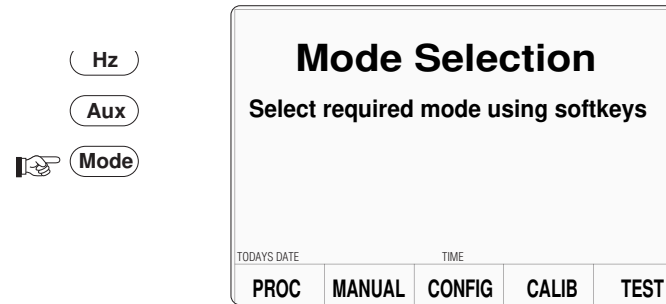 Hz
Aux
Mode
Mode Selection
Select required mode using softkeys
TODAYS DATE TIME
PROC MANUAL CONFIG CALIB TEST